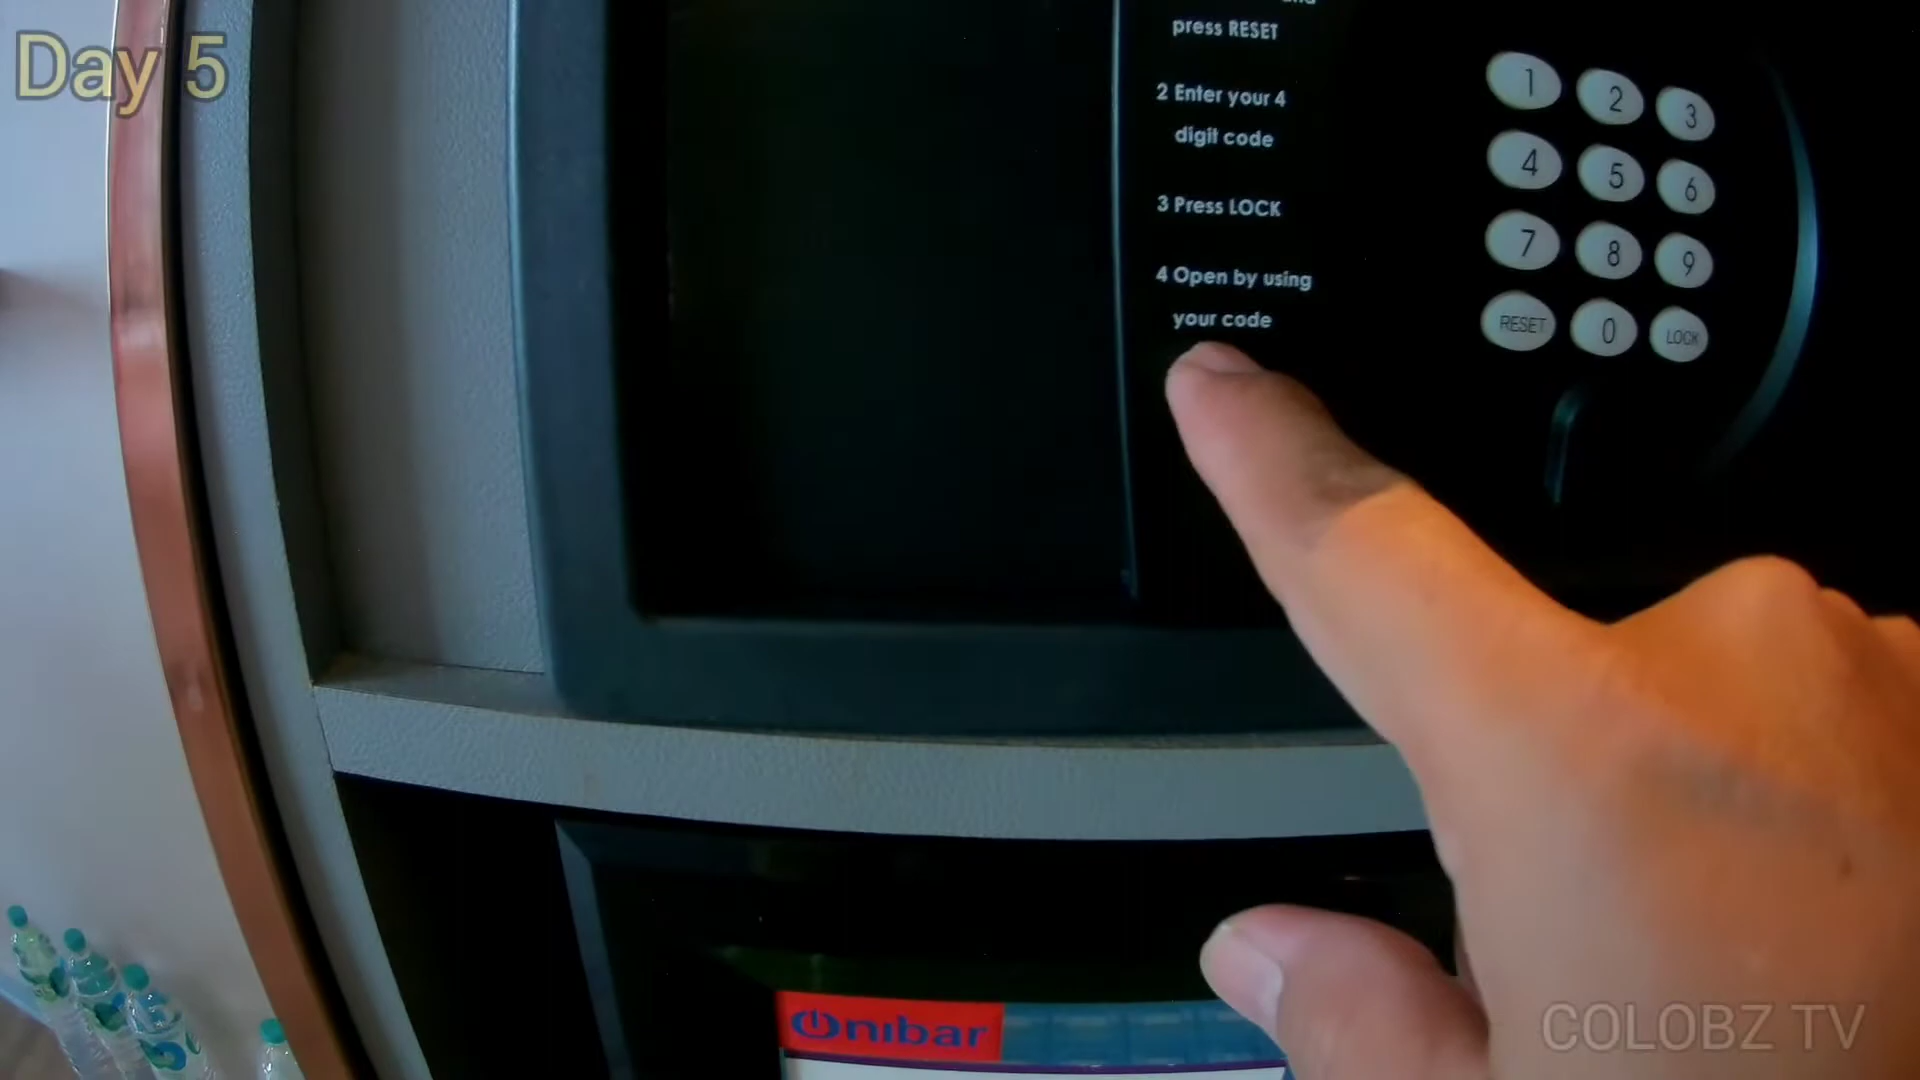 Day 5
press RESET
2 Enter your 4
digit code
3 Press LOCK
4 Open by using
your code
1 2 3
4 5 6
7 8 9
RESET 0 LOCK
Onibar
COLOBZ TV